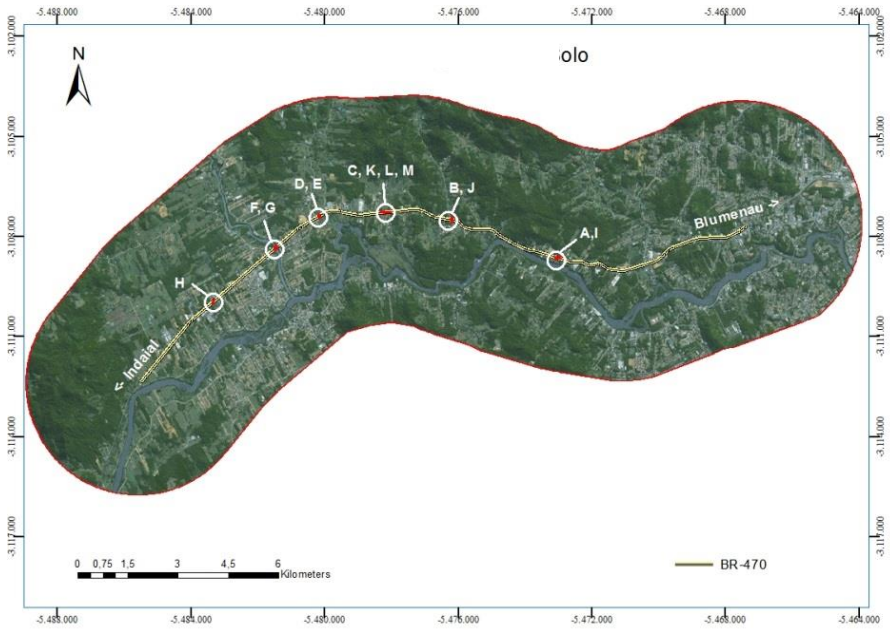 -5.488.000 -5.484.000 -5.480.000 -5.476.000 -5.472.000 -5.468.000 -5.464.000
-3.102.000 -3.102.000
N
olo
-3.105.000 -3.105.000
C, K, L, M
D, E
B, J
F, G
Blumenau ->
-3.108.000 -3.108.000
A,I
H
-3.111.000 -3.111.000
<- Indaial
-3.114.000 -3.114.000
-3.117.000 -3.117.000
0 0,75 1,5 3 4,5 6
Kilometers
BR-470
-5.488.000 -5.484.000 -5.480.000 -5.476.000 -5.472.000 -5.468.000 -5.464.000